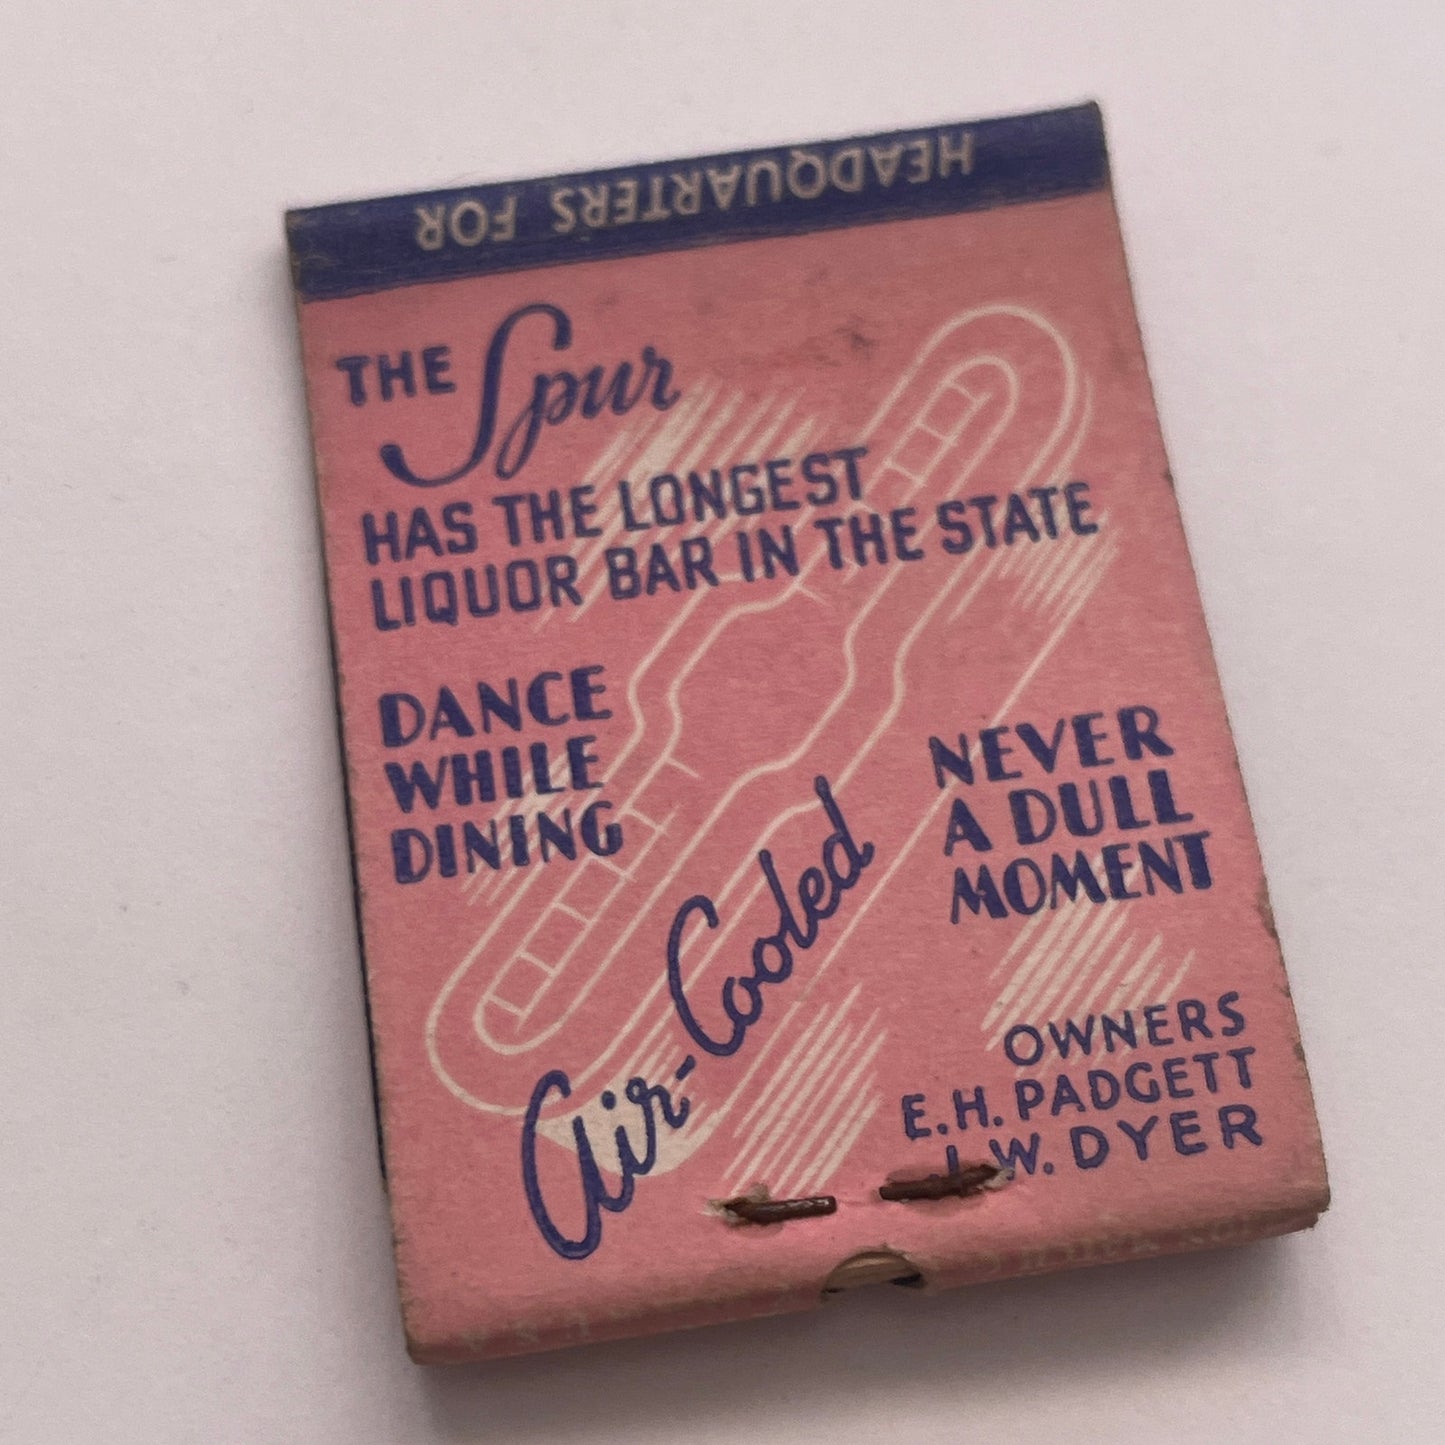 HEADQUARTERS FOR
THE Spur
HAS THE LONGEST
LIQUOR BAR IN THE STATE
DANCE
WHILE
DINING
NEVER
A DULL
MOMENT
Air-Cooled
OWNERS
E.H. PADGETT
J.W. DYER